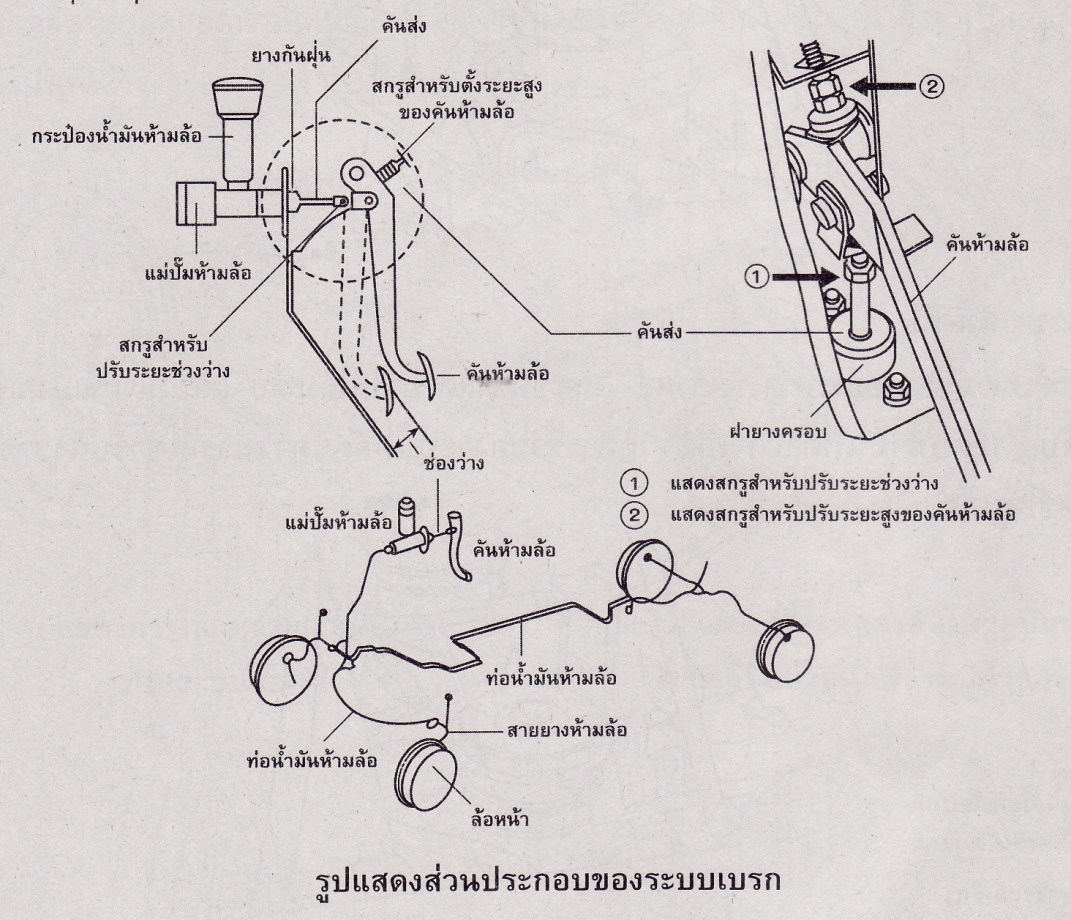 คันส่ง
ยางกันฝุ่น
สกรูสำหรับตั้งระยะสูง
ของคันห้ามล้อ
②
กระป๋องน้ำมันห้ามล้อ
คันห้ามล้อ
แม่ปั๊มห้ามล้อ
①
คันส่ง
สกรูสำหรับ
ปรับระยะช่วงว่าง
คันห้ามล้อ
ฝายางครอบ
ช่องว่าง
① แสดงสกรูสำหรับปรับระยะช่วงว่าง
② แสดงสกรูสำหรับปรับระยะสูงของคันห้ามล้อ
แม่ปั๊มห้ามล้อ
คันห้ามล้อ
ท่อน้ำมันห้ามล้อ
สายยางห้ามล้อ
ท่อน้ำมันห้ามล้อ
ล้อหน้า
รูปแสดงส่วนประกอบของระบบเบรก